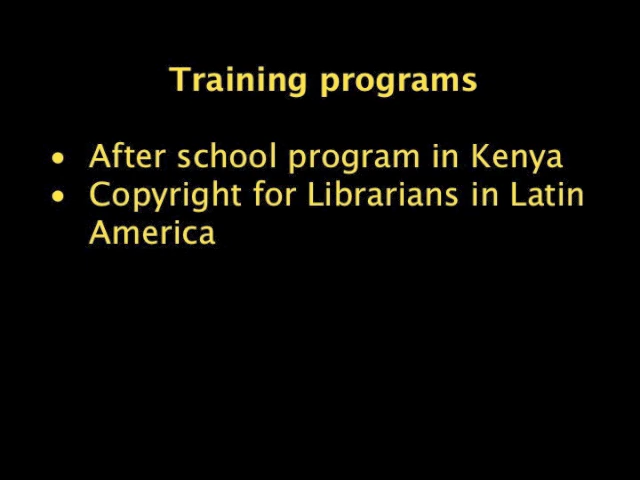 Training programs
• After school program in Kenya
• Copyright for Librarians in Latin
America